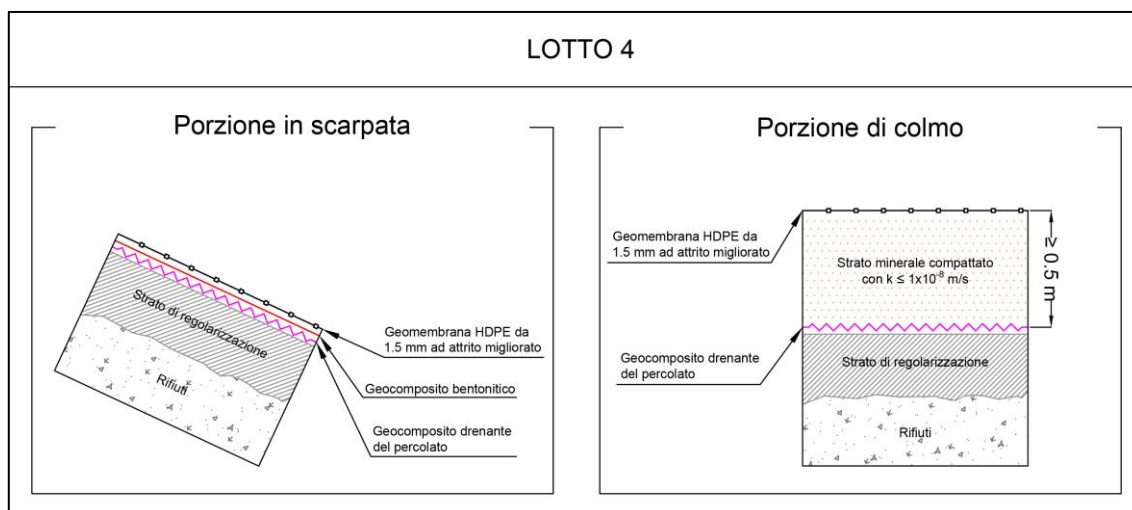 LOTTO 4
Porzione in scarpata
Strato di regolarizzazione
Rifiuti
Geomembrana HDPE da
1.5 mm ad attrito migliorato
Geocomposito bentonitico
Geocomposito drenante
del percolato
Porzione di colmo
Geomembrana HDPE da
1.5 mm ad attrito migliorato
Strato minerale compattato
con k ≤ 1x10⁻⁸ m/s
≥ 0.5 m
Geocomposito drenante
del percolato
Strato di regolarizzazione
Rifiuti